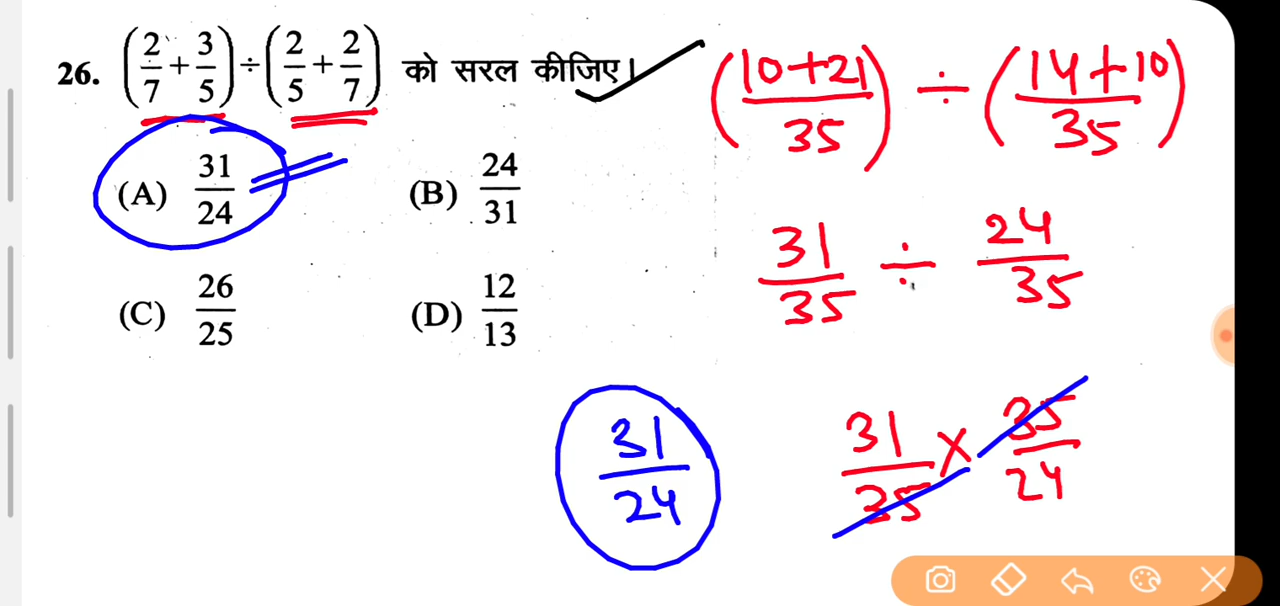 26. (2/7 + 3/5) ÷ (2/5 + 2/7) को सरल कीजिए।
(A) 31/24
(B) 24/31
(C) 26/25
(D) 12/13
(10+21/35) ÷ (14+10/35)
31/35 ÷ 24/35
31/35 × 35/24
31/24